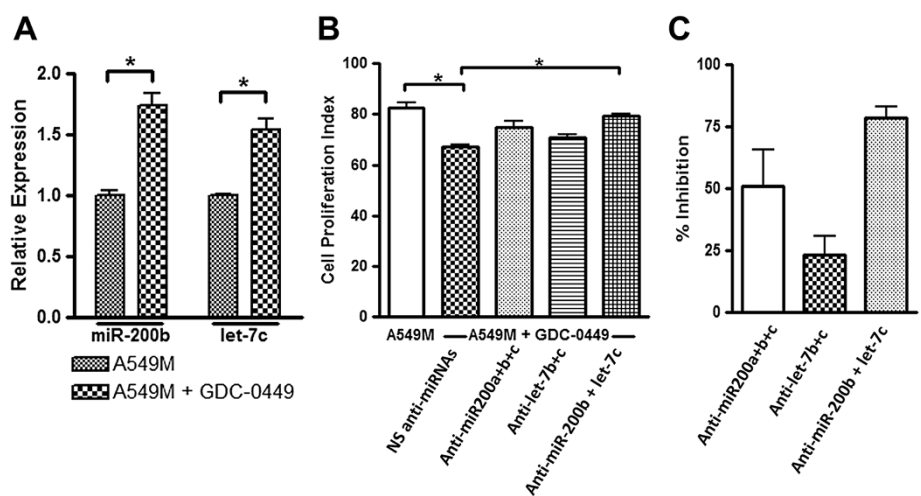 A
Relative Expression
2.0
1.5
1.0
0.5
0.0
*
*
miR-200b
let-7c
A549M
A549M + GDC-0449
B
Cell Proliferation Index
100
80
60
40
20
0
*
*
A549M
A549M + GDC-0449
NS anti-miRNAs
Anti-miR200a+b+c
Anti-let-7b+c
Anti-miR-200b + let-7c
C
% Inhibition
100
75
50
25
0
Anti-miR200a+b+c
Anti-let-7b+c
Anti-miR-200b + let-7c